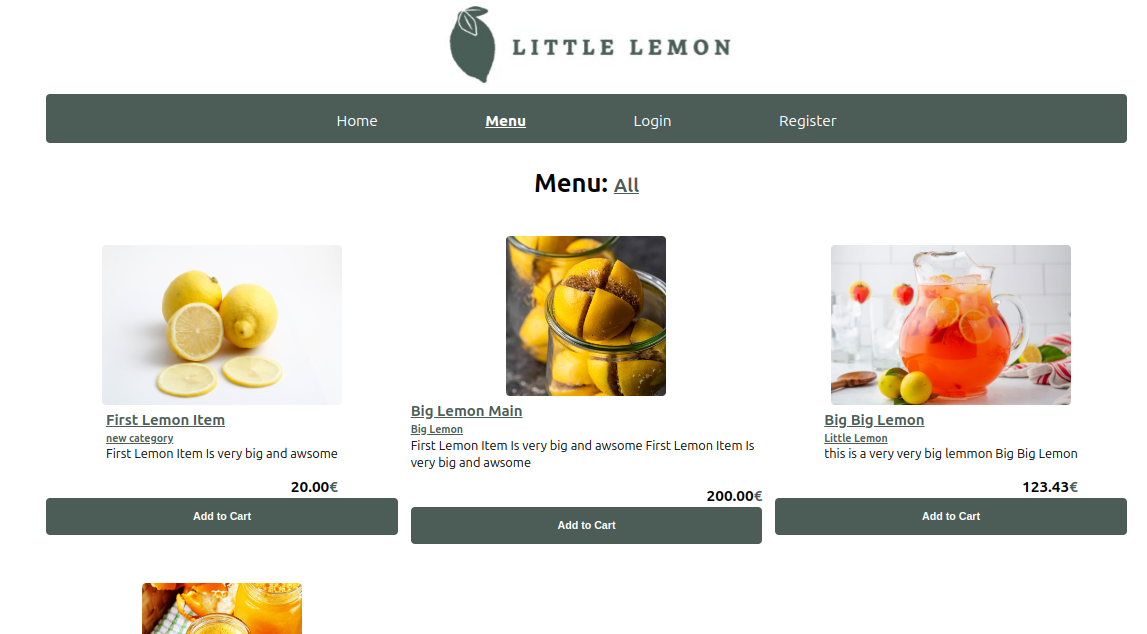 LITTLE LEMON
Home Menu Login Register
Menu: All
First Lemon Item
new category
First Lemon Item Is very big and awsome
20.00€
Add to Cart
Big Lemon Main
Big Lemon
First Lemon Item Is very big and awsome First Lemon Item Is
very big and awsome
200.00€
Add to Cart
Big Big Lemon
Little Lemon
this is a very very big lemmon Big Big Lemon
123.43€
Add to Cart